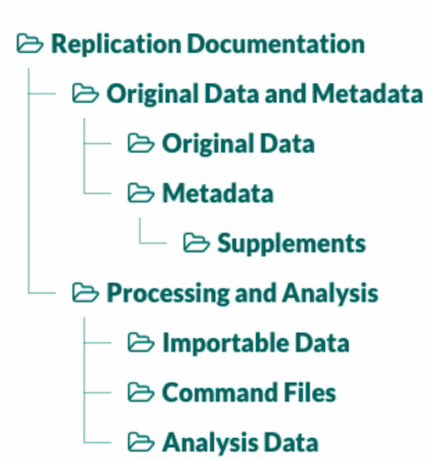 Replication Documentation
Original Data and Metadata
Original Data
Metadata
Supplements
Processing and Analysis
Importable Data
Command Files
Analysis Data